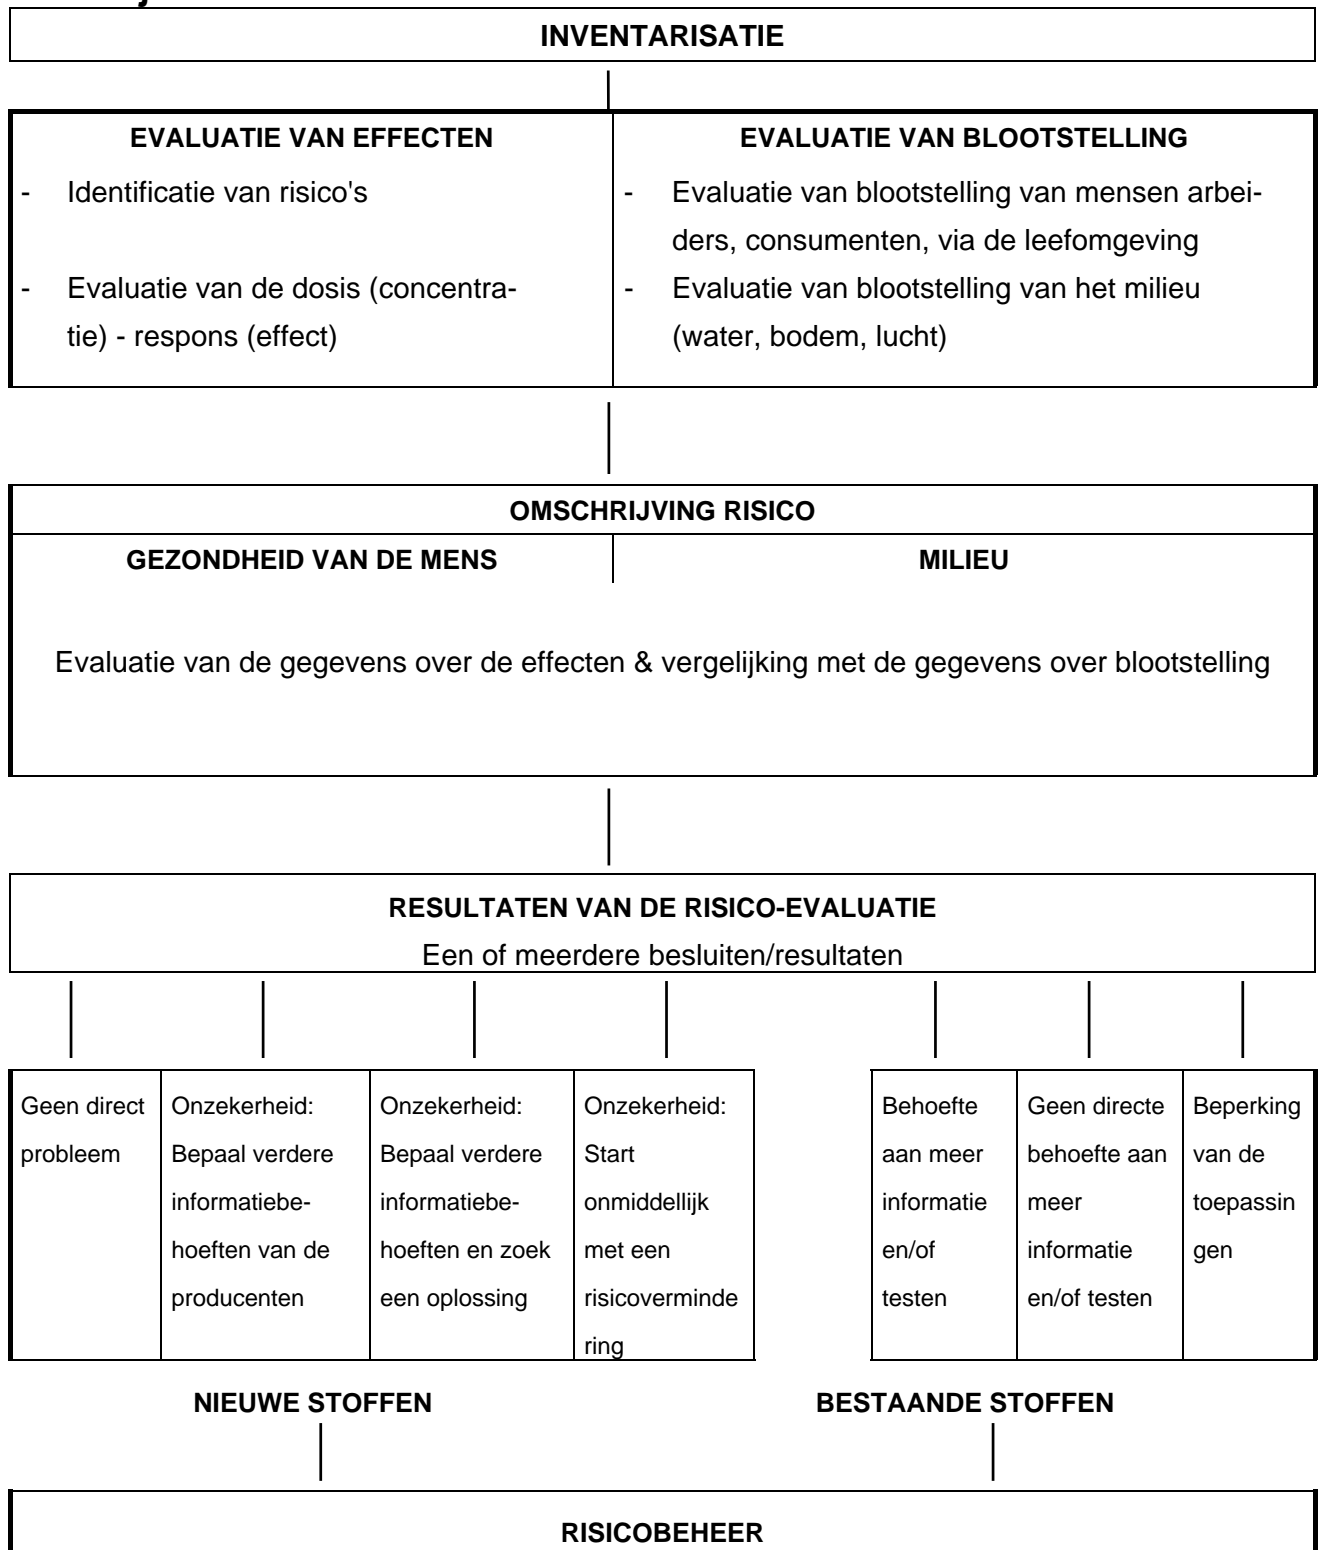 INVENTARISATIE
EVALUATIE VAN EFFECTEN
- Identificatie van risico's
- Evaluatie van de dosis (concentra-
tie) - respons (effect)
EVALUATIE VAN BLOOTSTELLING
- Evaluatie van blootstelling van mensen arbei-
ders, consumenten, via de leefomgeving
- Evaluatie van blootstelling van het milieu
(water, bodem, lucht)
OMSCHRIJVING RISICO
GEZONDHEID VAN DE MENS
MILIEU
Evaluatie van de gegevens over de effecten & vergelijking met de gegevens over blootstelling
RESULTATEN VAN DE RISICO-EVALUATIE
Een of meerdere besluiten/resultaten
Geen direct
probleem
Onzekerheid:
Bepaal verdere
informatiebe-
hoeften van de
producenten
Onzekerheid:
Bepaal verdere
informatiebe-
hoeften en zoek
een oplossing
Onzekerheid:
Start
onmiddellijk
met een
risicoverminde
ring
Behoefte
aan meer
informatie
en/of
testen
Geen directe
behoefte aan
meer
informatie
en/of testen
Beperking
van de
toepassin
gen
NIEUWE STOFFEN
BESTAANDE STOFFEN
RISICOBEHEER